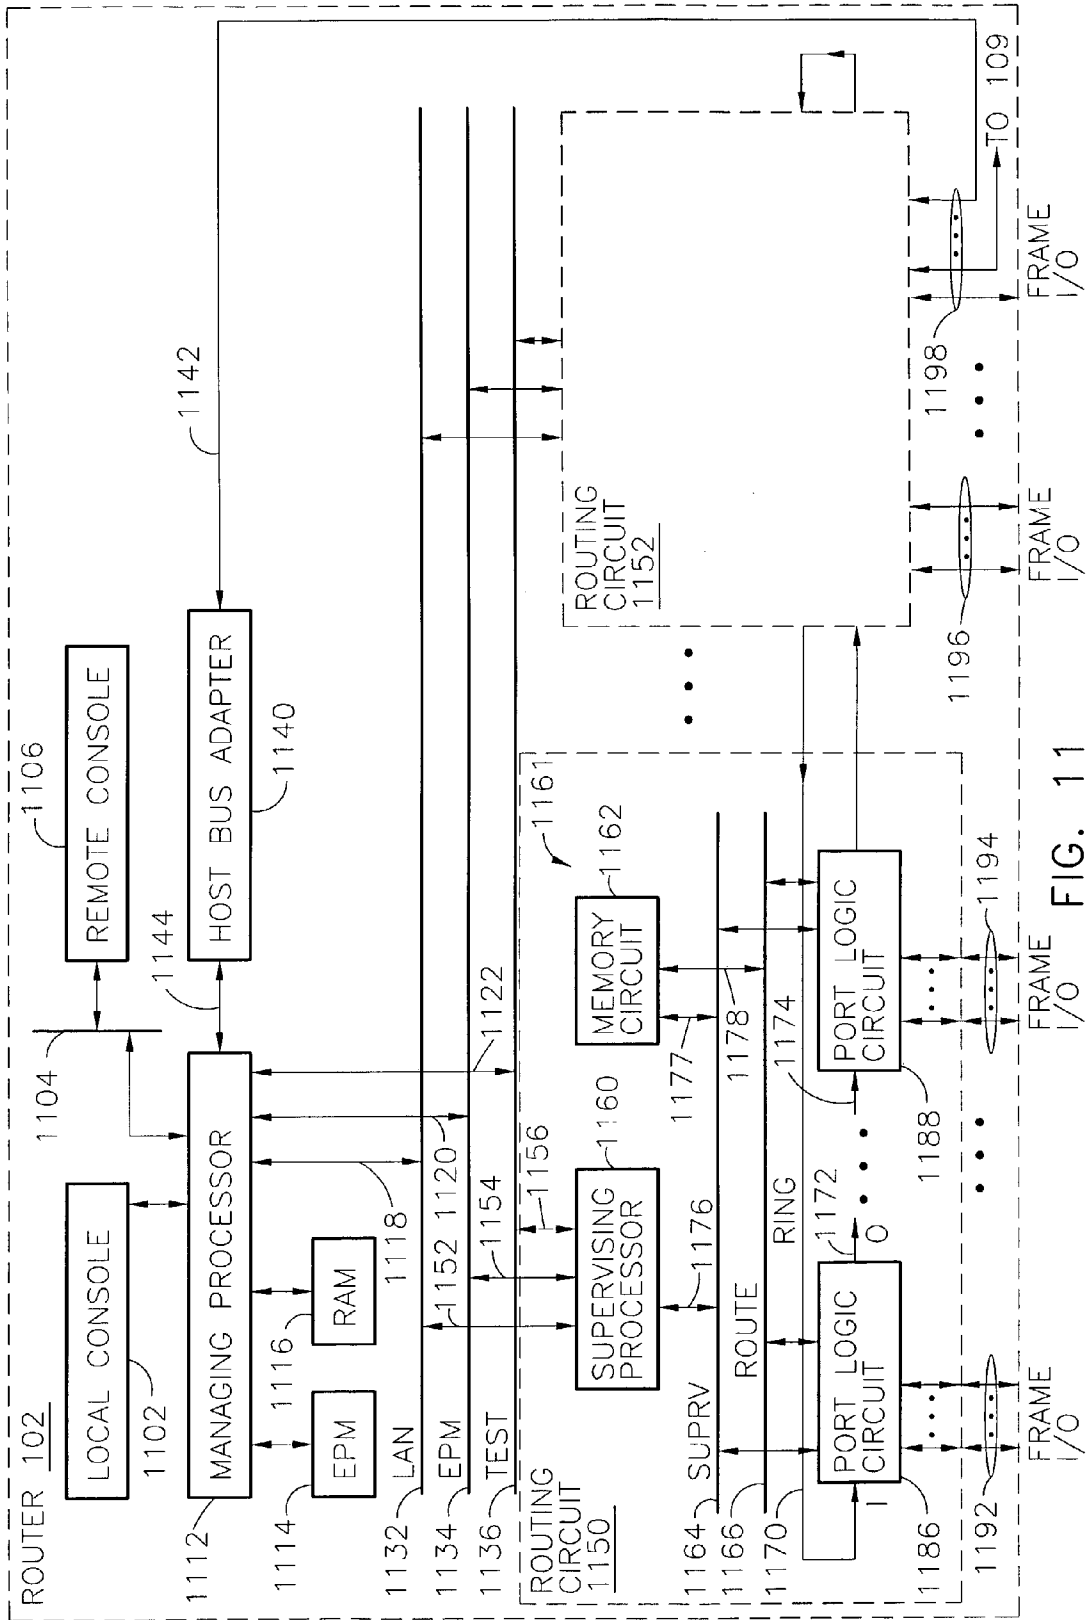 ROUTER 102
LOCAL CONSOLE
1102
1104
REMOTE CONSOLE
1106
1112
MANAGING PROCESSOR
1144
HOST BUS ADAPTER
1140
1142
1114
EPM
1116
RAM
1118
1120
1122
1132
LAN
1134
EPM
1136
TEST
1152
1154
1156
ROUTING
CIRCUIT
1150
SUPERVISING
PROCESSOR
1160
MEMORY
CIRCUIT
1162
1161
1176
1177
1178
1164
SUPRV
1166
ROUTE
1170
RING
1172
1174
I
PORT LOGIC
CIRCUIT
O
PORT LOGIC
CIRCUIT
1186
1188
ROUTING
CIRCUIT
1152
1192
1194
1196
1198
TO 109
FRAME
I/O
FRAME
I/O
FRAME
I/O
FRAME
I/O
FIG. 11